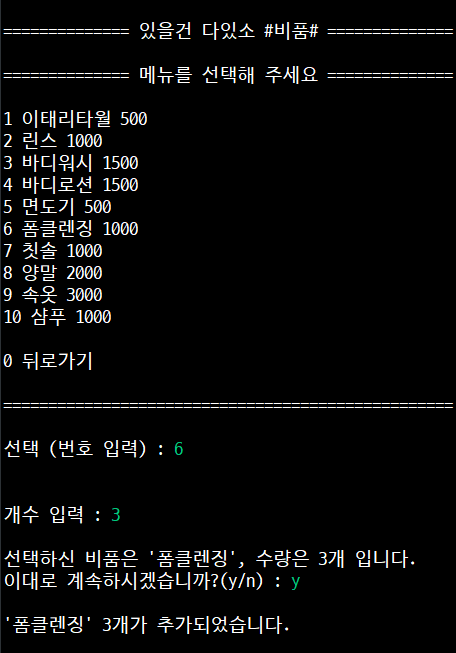 ============== 있을건 다있소 #비품# ==============
============== 메뉴를 선택해 주세요 ==============
1 이태리타월 500
2 린스 1000
3 바디워시 1500
4 바디로션 1500
5 면도기 500
6 폼클렌징 1000
7 칫솔 1000
8 양말 2000
9 속옷 3000
10 샴푸 1000
0 뒤로가기
==================================================
선택 (번호 입력) : 6
개수 입력 : 3
선택하신 비품은 '폼클렌징', 수량은 3개 입니다.
이대로 계속하시겠습니까?(y/n) : y
'폼클렌징' 3개가 추가되었습니다.